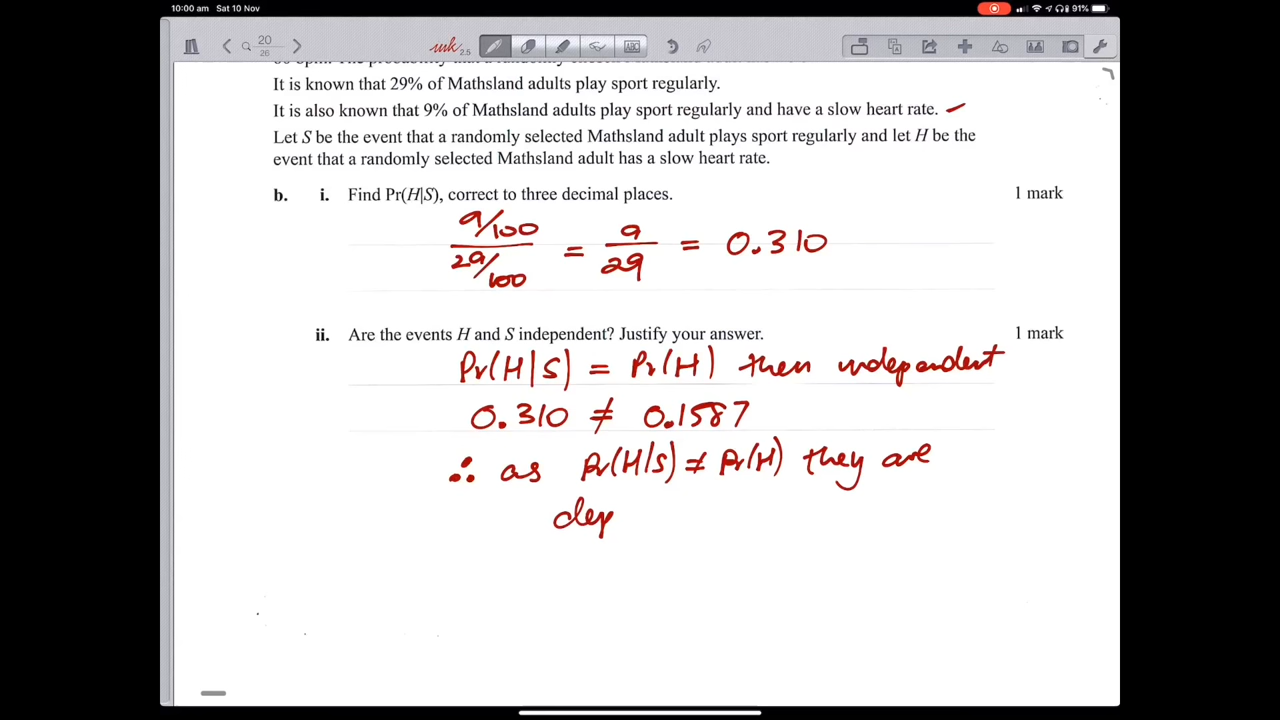 10:00 am Sat 10 Nov
91%
20
26
mk 2.5
ABC
It is known that 29% of Mathsland adults play sport regularly.
It is also known that 9% of Mathsland adults play sport regularly and have a slow heart rate.
Let S be the event that a randomly selected Mathsland adult plays sport regularly and let H be the
event that a randomly selected Mathsland adult has a slow heart rate.
b. i. Find Pr(H|S), correct to three decimal places. 1 mark
9/100 / 29/100 = 9/29 = 0.310
ii. Are the events H and S independent? Justify your answer. 1 mark
Pr(H|S) = Pr(H) then independent
0.310 ≠ 0.1587
∴ as Pr(H|S) ≠ Pr(H) they are
dep